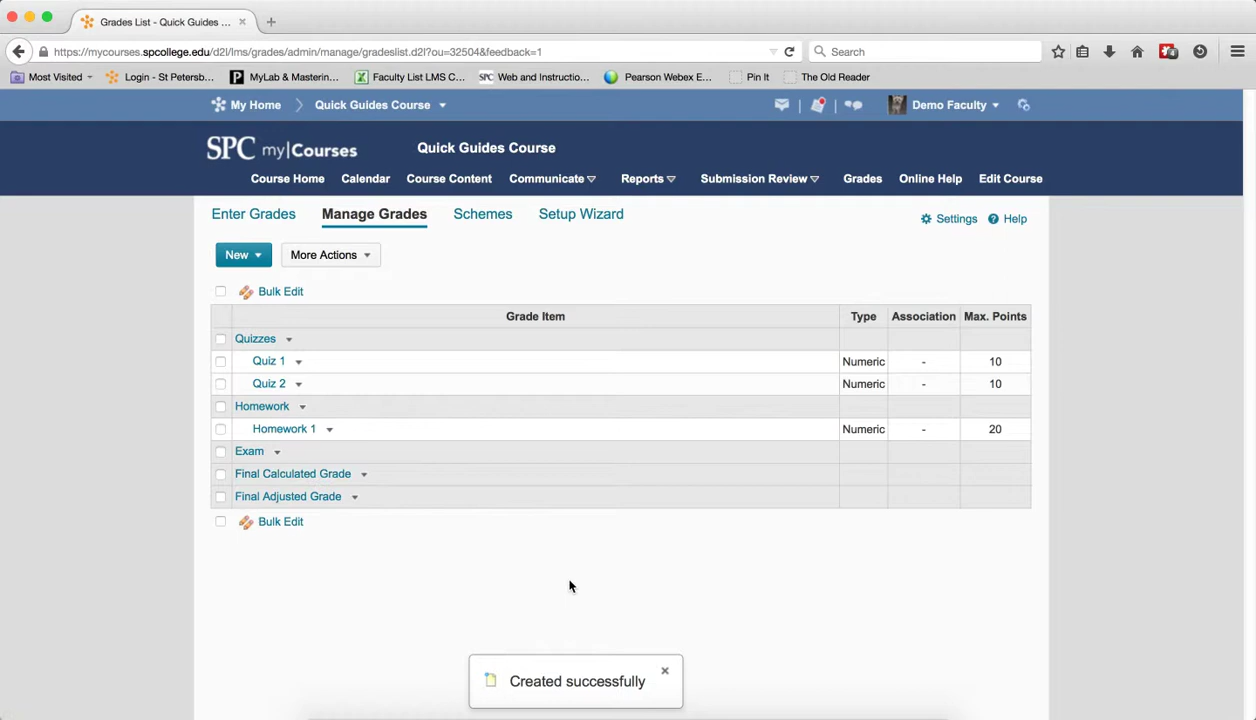 Grades List - Quick Guides ...
https://mycourses.spcollege.edu/d2l/lms/grades/admin/manage/gradeslist.d2l?ou=32504&feedback=1
Search
Most Visited
Login - St Petersb...
MyLab & Masterin...
Faculty List LMS C...
SPC Web and Instructio...
Pearson Webex E...
Pin It
The Old Reader
My Home
Quick Guides Course
Demo Faculty
SPC my|Courses
Quick Guides Course
Course Home
Calendar
Course Content
Communicate
Reports
Submission Review
Grades
Online Help
Edit Course
Enter Grades
Manage Grades
Schemes
Setup Wizard
Settings
Help
New
More Actions
Bulk Edit
Grade Item Type Association Max. Points
Quizzes
Quiz 1 Numeric - 10
Quiz 2 Numeric - 10
Homework
Homework 1 Numeric - 20
Exam
Final Calculated Grade
Final Adjusted Grade
Bulk Edit
Created successfully